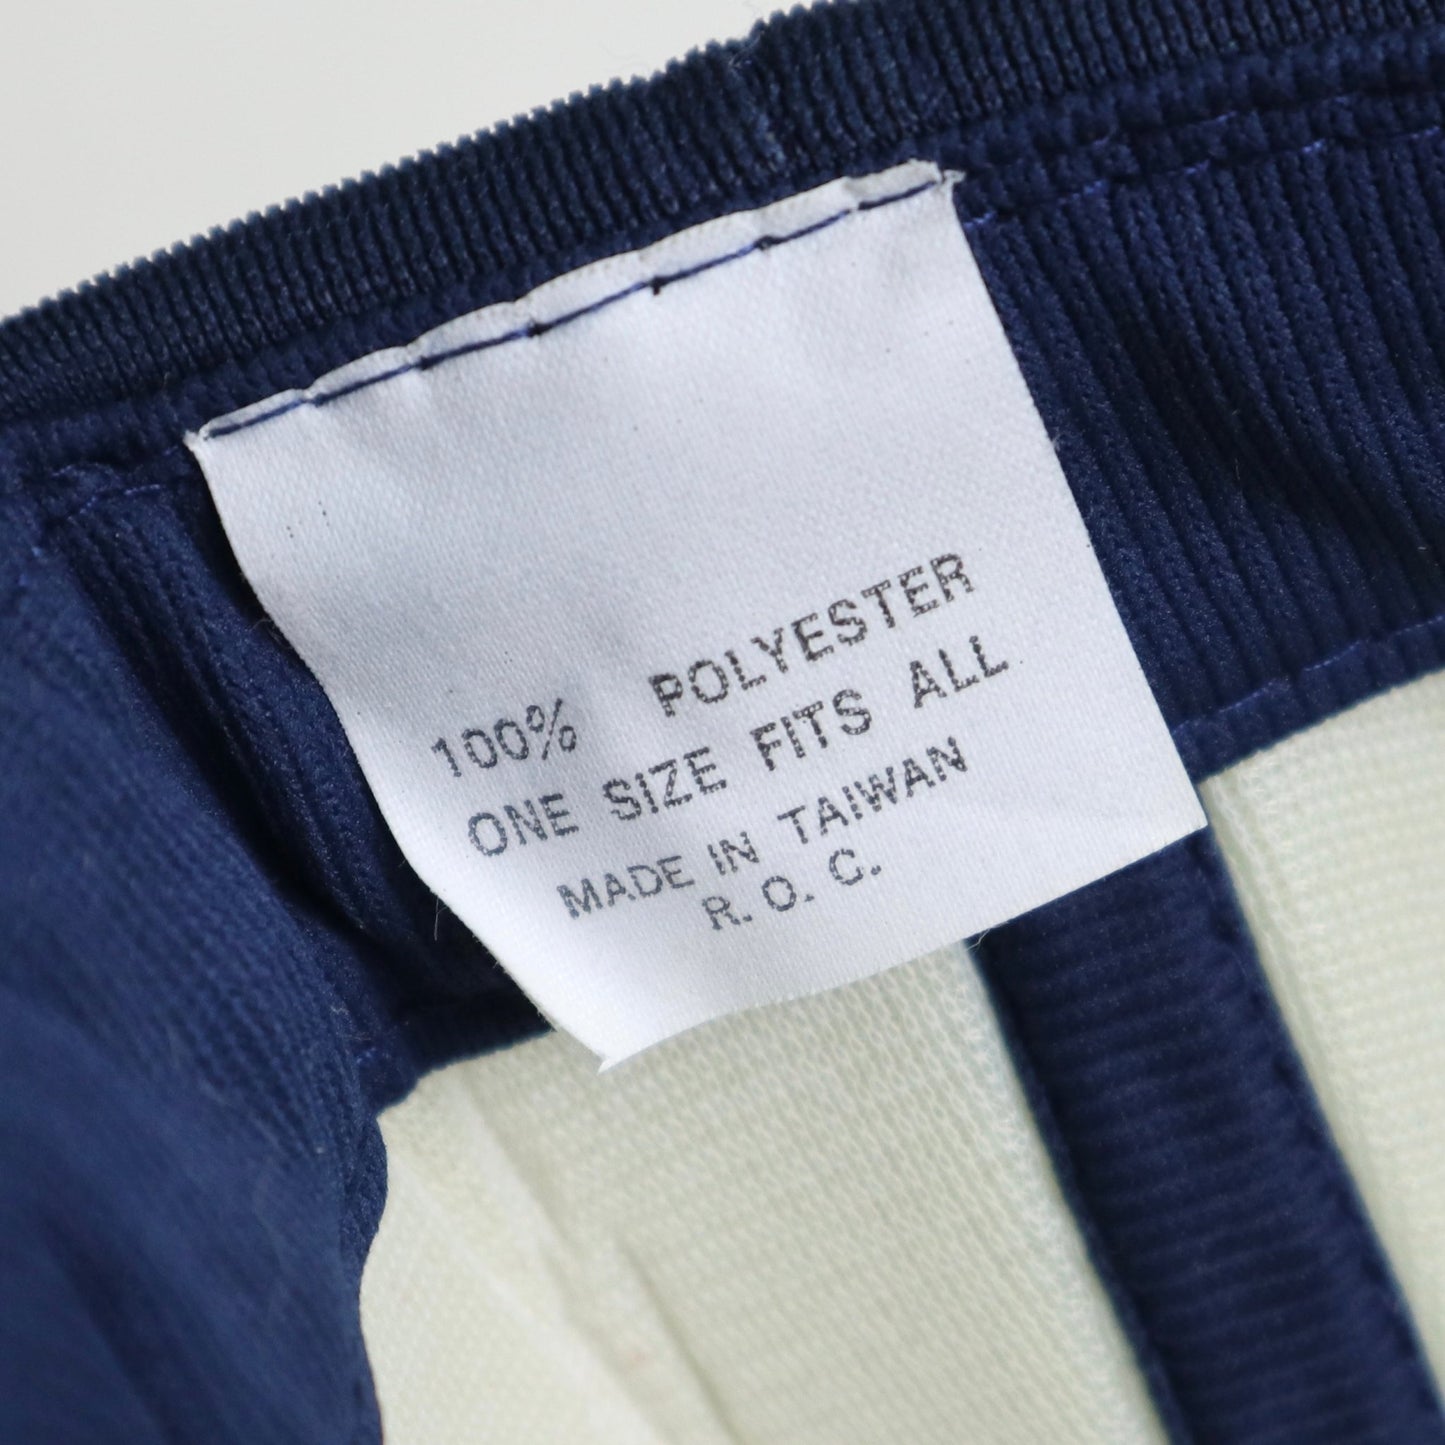 100% POLYESTER
ONE SIZE FITS ALL
MADE IN TAIWAN
R. O. C.